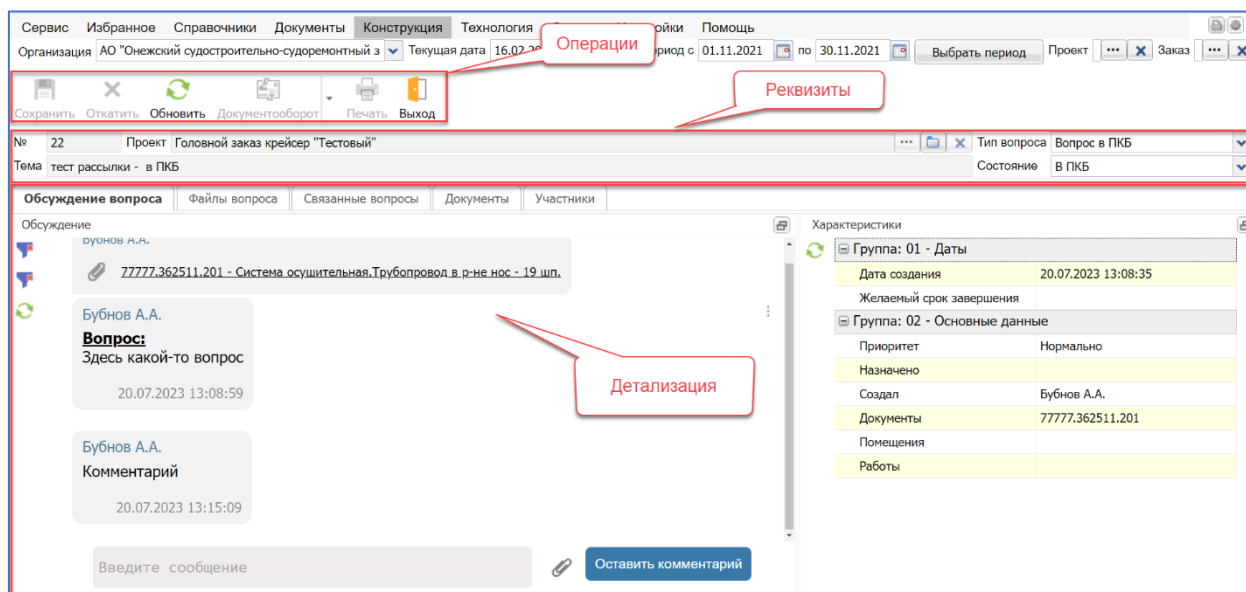 Сервис Избранное Справочники Документы Конструкция Технология Помощь
Организация АО "Онежский судостроительно-судоремонтный з Текущая дата 16.02.20 с 01.11.2021 по 30.11.2021 Выбрать период Проект ... Заказ ...
Операции
Реквизиты
Сохранить Откатить Обновить Документооборот Печать Выход
№ 22 Проект Головной заказ крейсер "Тестовый" ... Тип вопроса Вопрос в ПКБ
Тема тест рассылки - в ПКБ Состояние В ПКБ
Обсуждение вопроса Файлы вопроса Связанные вопросы Документы Участники
Обсуждение Характеристики
Бубнов А.А. Группа: 01 - Даты
77777.362511.201 - Система осушительная.Трубопровод в р-не нос - 19 шп. Дата создания 20.07.2023 13:08:35
Желаемый срок завершения
Бубнов А.А. Группа: 02 - Основные данные
Вопрос: Приоритет Нормально
Здесь какой-то вопрос
Назначено
Детализация
20.07.2023 13:08:59 Создал Бубнов А.А.
Документы 77777.362511.201
Бубнов А.А. Помещения
Комментарий Работы
20.07.2023 13:15:09
Введите сообщение Оставить комментарий